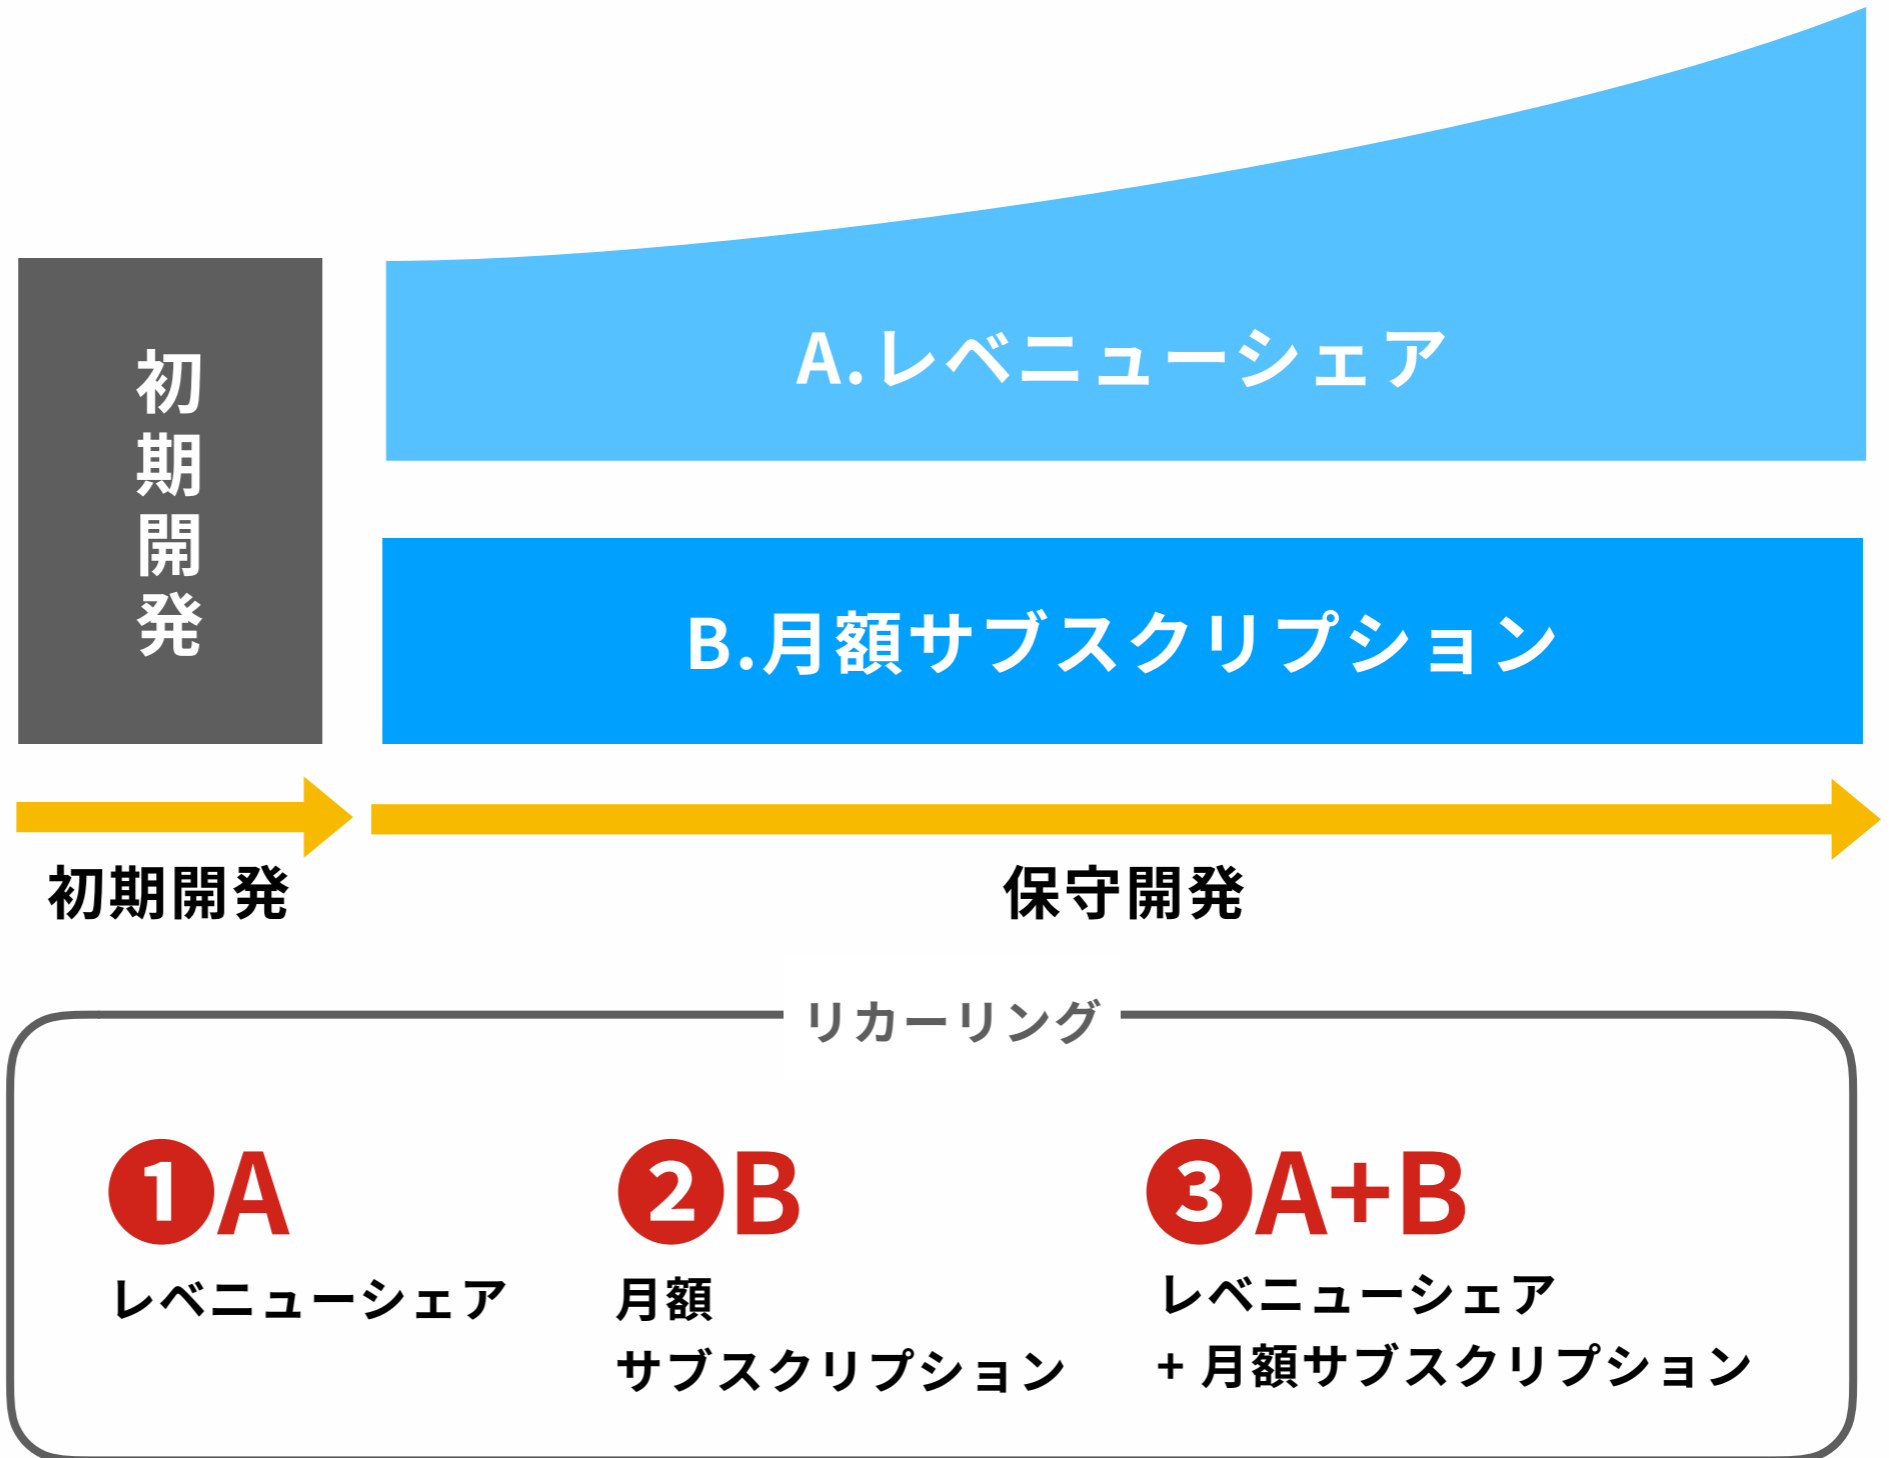 初期開発
A.レベニューシェア
B.月額サブスクリプション
初期開発
保守開発
リカーリング
❶A
レベニューシェア
❷B
月額
サブスクリプション
❸A+B
レベニューシェア
+ 月額サブスクリプション